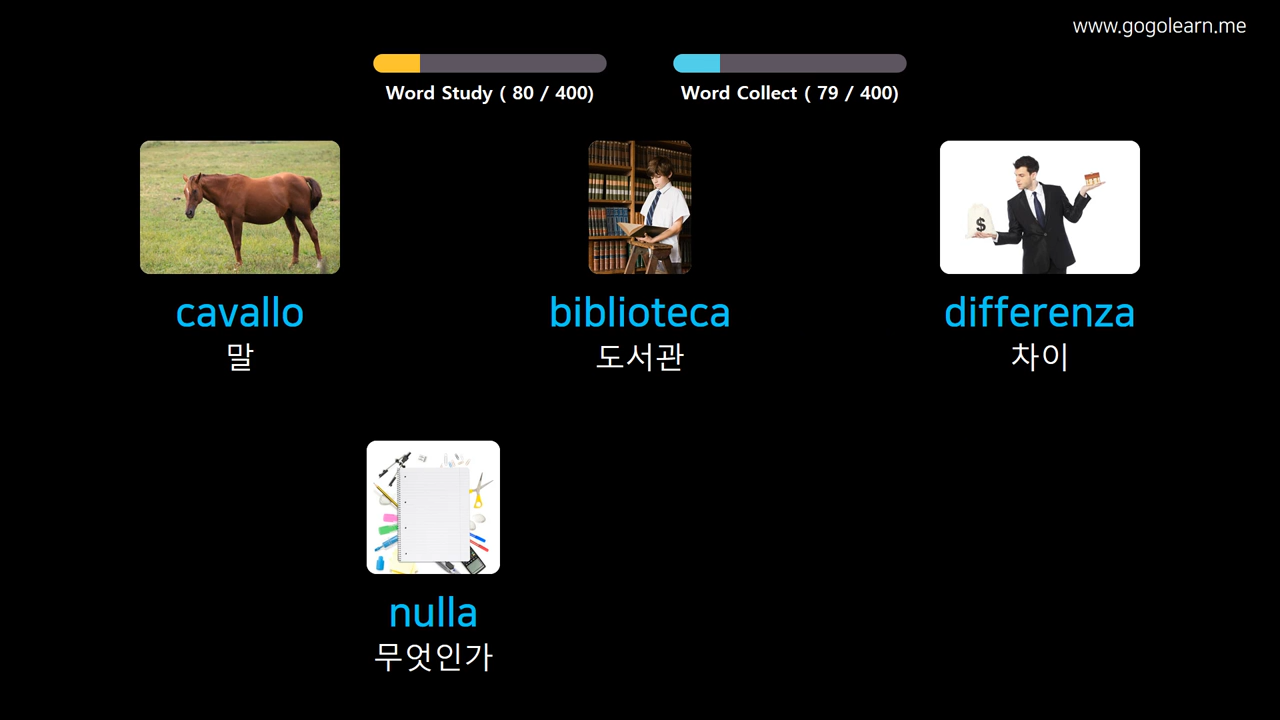 www.gogolearn.me
Word Study ( 80 / 400)
Word Collect ( 79 / 400)
cavallo
말
biblioteca
도서관
differenza
차이
$
nulla
무엇인가